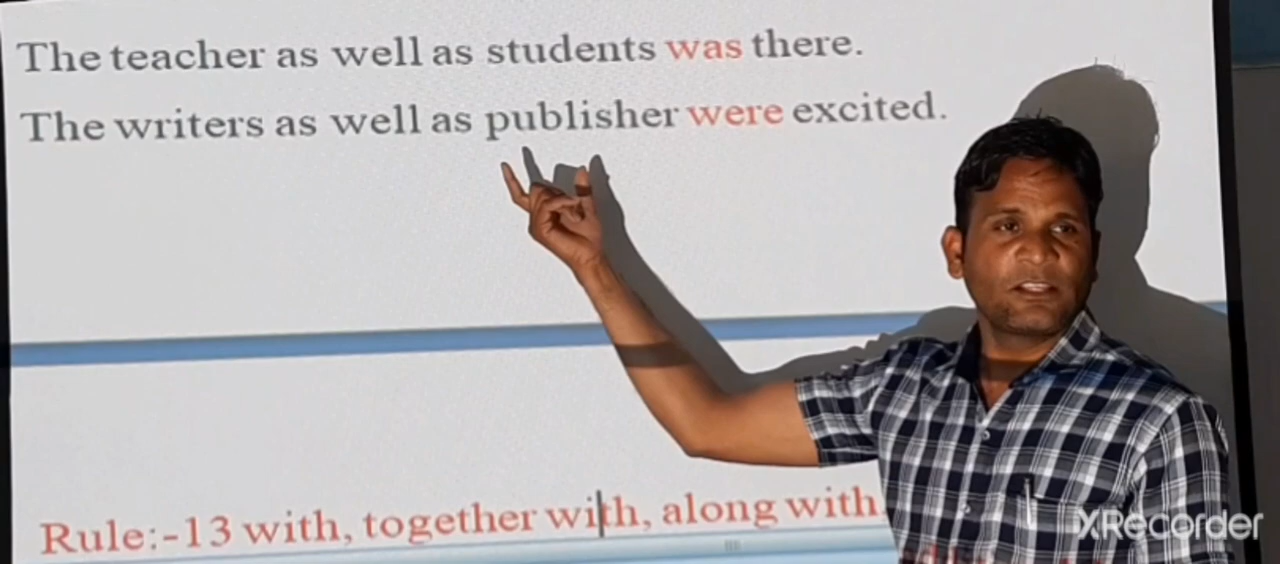 The teacher as well as students was there.
The writers as well as publisher were excited.
Rule:-13 with, together with, along with,
XRecorder